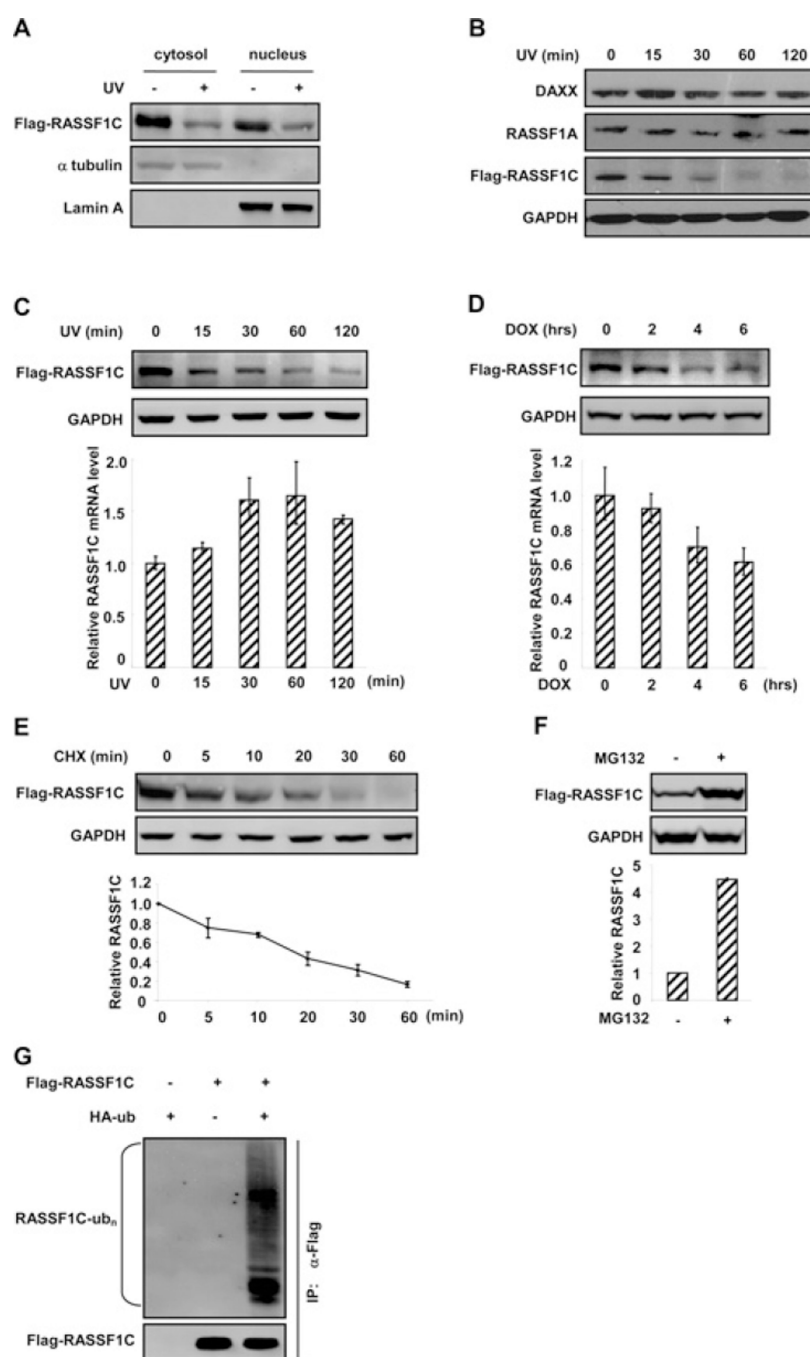 A
cytosol nucleus
UV - + - +
Flag-RASSF1C
α tubulin
Lamin A
B
UV (min) 0 15 30 60 120
DAXX
RASSF1A
Flag-RASSF1C
GAPDH
C
UV (min) 0 15 30 60 120
Flag-RASSF1C
GAPDH
Relative RASSF1C mRNA level
2.0
1.5
1.0
0.5
0
UV 0 15 30 60 120 (min)
D
DOX (hrs) 0 2 4 6
Flag-RASSF1C
GAPDH
Relative RASSF1C mRNA level
1.2
1.0
0.8
0.6
0.4
0.2
0
DOX 0 2 4 6 (hrs)
E
CHX (min) 0 5 10 20 30 60
Flag-RASSF1C
GAPDH
Relative RASSF1C
1.2
1.0
0.8
0.6
0.4
0.2
0
0 5 10 20 30 60 (min)
F
MG132 - +
Flag-RASSF1C
GAPDH
Relative RASSF1C
5
4
3
2
1
0
MG132 - +
G
Flag-RASSF1C - + +
HA-ub + - +
RASSF1C-ubn
Flag-RASSF1C
IP: α-Flag